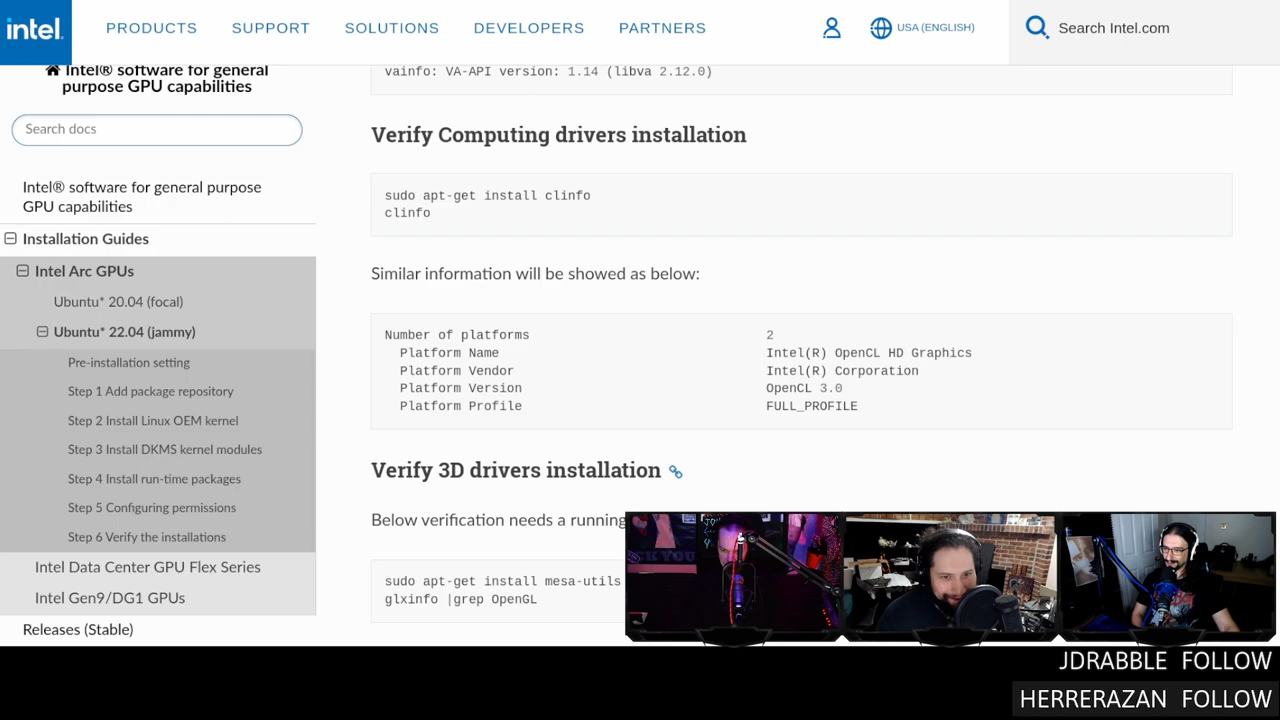 intel.
PRODUCTS
SUPPORT
SOLUTIONS
DEVELOPERS
PARTNERS
USA (ENGLISH)
Search Intel.com
Intel® software for general
purpose GPU capabilities
Search docs
Intel® software for general purpose
GPU capabilities
Installation Guides
Intel Arc GPUs
Ubuntu* 20.04 (focal)
Ubuntu* 22.04 (jammy)
Pre-installation setting
Step 1 Add package repository
Step 2 Install Linux OEM kernel
Step 3 Install DKMS kernel modules
Step 4 Install run-time packages
Step 5 Configuring permissions
Step 6 Verify the installations
Intel Data Center GPU Flex Series
Intel Gen9/DG1 GPUs
Releases (Stable)
vainfo: VA-API version: 1.14 (libva 2.12.0)
Verify Computing drivers installation
sudo apt-get install clinfo
clinfo
Similar information will be showed as below:
Number of platforms 2
Platform Name Intel(R) OpenCL HD Graphics
Platform Vendor Intel(R) Corporation
Platform Version OpenCL 3.0
Platform Profile FULL_PROFILE
Verify 3D drivers installation
Below verification needs a running
sudo apt-get install mesa-utils
glxinfo |grep OpenGL
JDRABBLE FOLLOW
HERRERAZAN FOLLOW